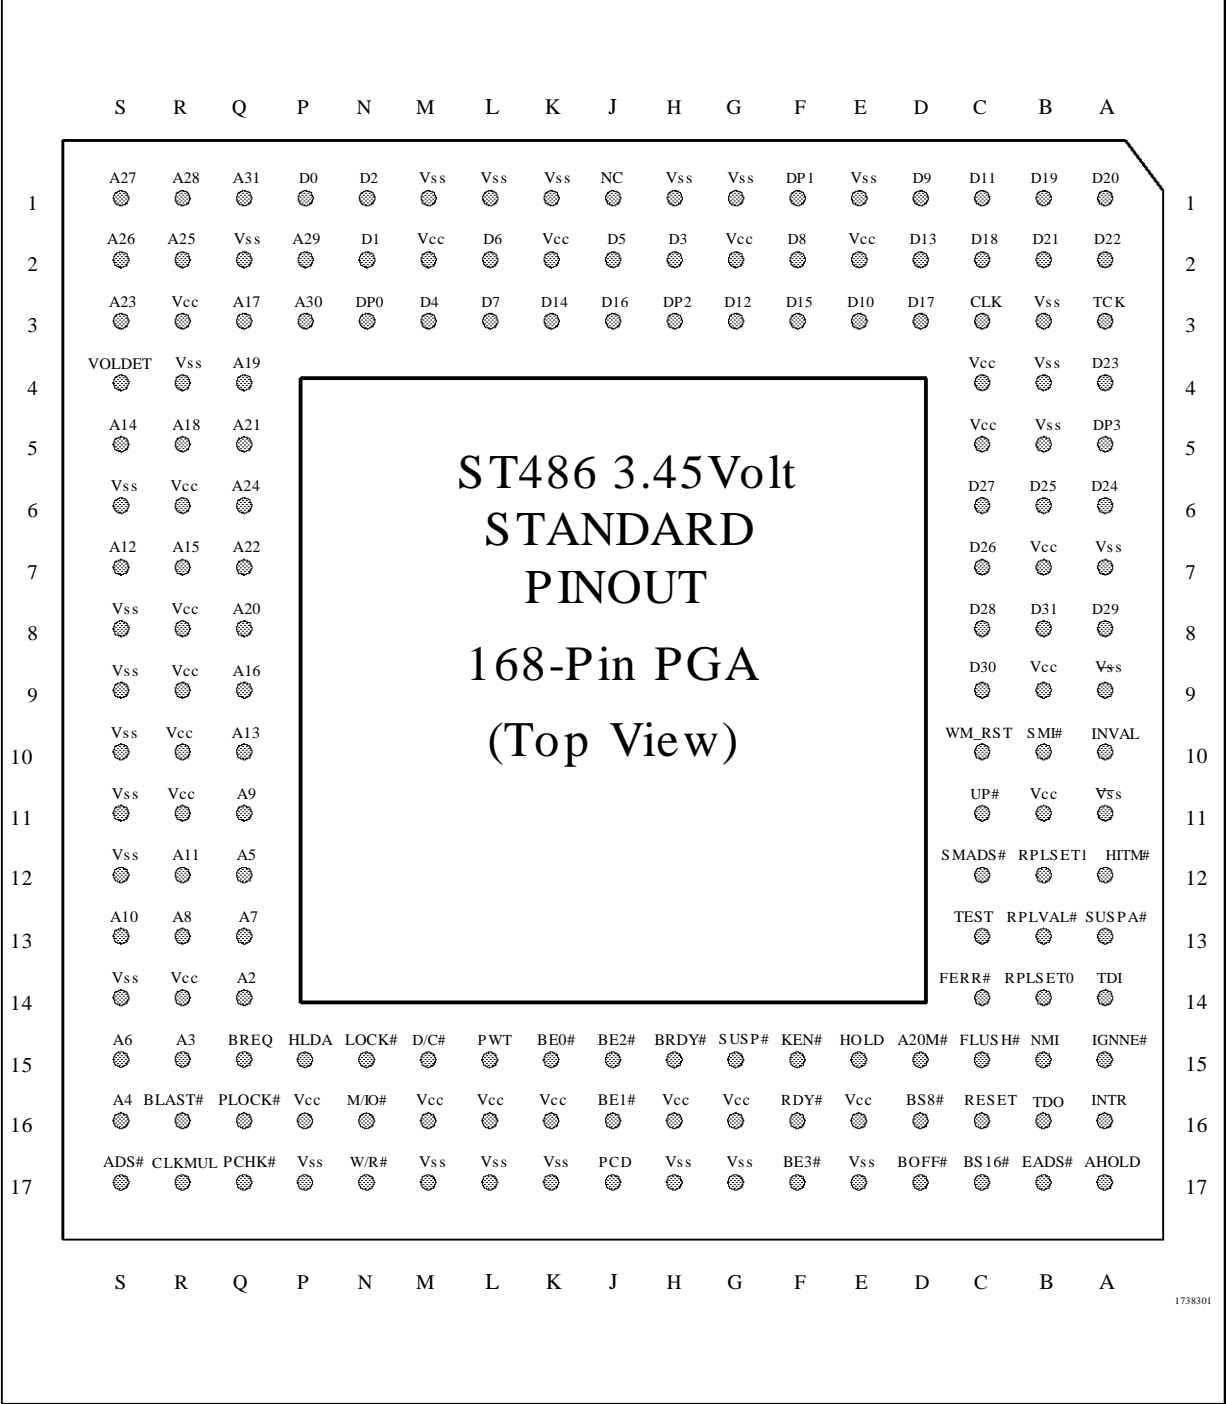 S R Q P N M L K J H G F E D C B A
A27 A28 A31 D0 D2 Vss Vss Vss NC Vss Vss DP1 Vss D9 D11 D19 D20
1 1
A26 A25 Vss A29 D1 Vcc D6 Vcc D5 D3 Vcc D8 Vcc D13 D18 D21 D22
2 2
A23 Vcc A17 A30 DP0 D4 D7 D14 D16 DP2 D12 D15 D10 D17 CLK Vss TCK
3 3
VOLDET Vss A19 Vcc Vss D23
4 4
A14 A18 A21 Vcc Vss DP3
5 5
ST486 3.45Volt
Vss Vcc A24 D27 D25 D24
6 6
STANDARD
A12 A15 A22 D26 Vcc Vss
7 7
PINOUT
Vss Vcc A20 D28 D31 D29
8 8
168-Pin PGA
Vss Vcc A16 D30 Vcc Vss
9 9
(Top View)
Vss Vcc A13 WM_RST SMI# INVAL
10 10
Vss Vcc A9 UP# Vcc Vss
11 11
Vss A11 A5 SMADS# RPLSET1 HITM#
12 12
A10 A8 A7 TEST RPLVAL# SUSPA#
13 13
Vss Vcc A2 FERR# RPLSET0 TDI
14 14
A6 A3 BREQ HLDA LOCK# D/C# PWT BE0# BE2# BRDY# SUSP# KEN# HOLD A20M# FLUSH# NMI IGNNE#
15 15
A4 BLAST# PLOCK# Vcc M/IO# Vcc Vcc Vcc BE1# Vcc Vcc RDY# Vcc BS8# RESET TDO INTR
16 16
ADS# CLKMUL PCHK# Vss W/R# Vss Vss Vss PCD Vss Vss BE3# Vss BOFF# BS16# EADS# AHOLD
17 17
S R Q P N M L K J H G F E D C B A
1738301